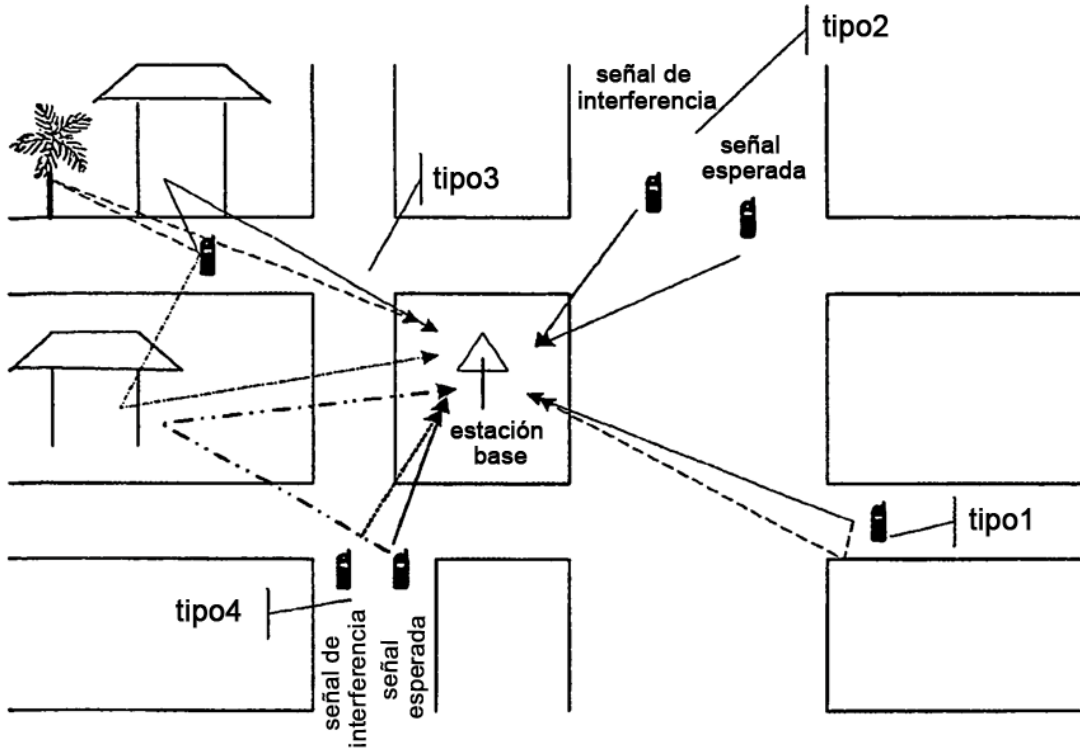 tipo2
señal de
interferencia
señal
esperada
tipo3
estación
base
tipo1
tipo4
señal de
interferencia
señal
esperada